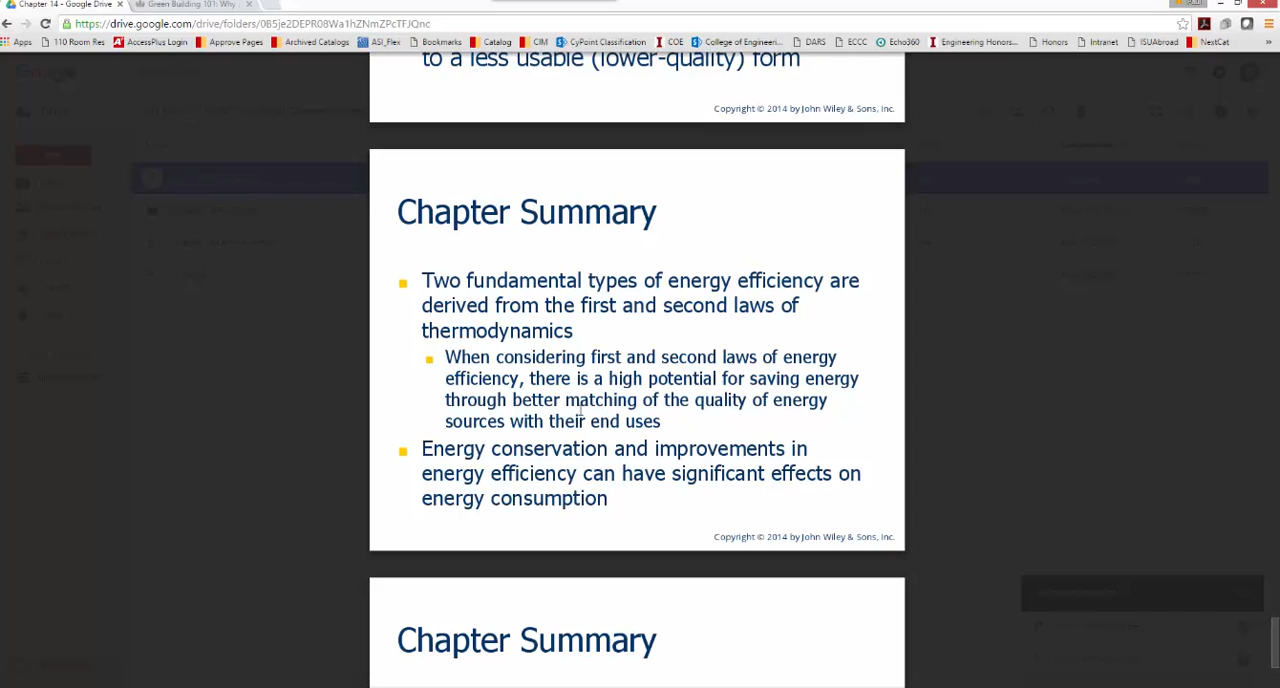 Chapter 14 - Google Drive
Green Building 101: Why
https://drive.google.com/drive/folders/0B5je2DEPR08Wa1hZNmZPcTFJQnc
Apps 110 Room Res AccessPlus Login Approve Pages Archived Catalogs ASI_Flex Bookmarks Catalog CIM CyPoint Classification COE College of Engineeri... DARS ECCC Echo360 Engineering Honors... Honors Intranet ISUAbroad NextCat »
to a less usable (lower-quality) form
Copyright © 2014 by John Wiley & Sons, Inc.
Chapter Summary
Two fundamental types of energy efficiency are
derived from the first and second laws of
thermodynamics
When considering first and second laws of energy
efficiency, there is a high potential for saving energy
through better matching of the quality of energy
sources with their end uses
Energy conservation and improvements in
energy efficiency can have significant effects on
energy consumption
Copyright © 2014 by John Wiley & Sons, Inc.
Chapter Summary